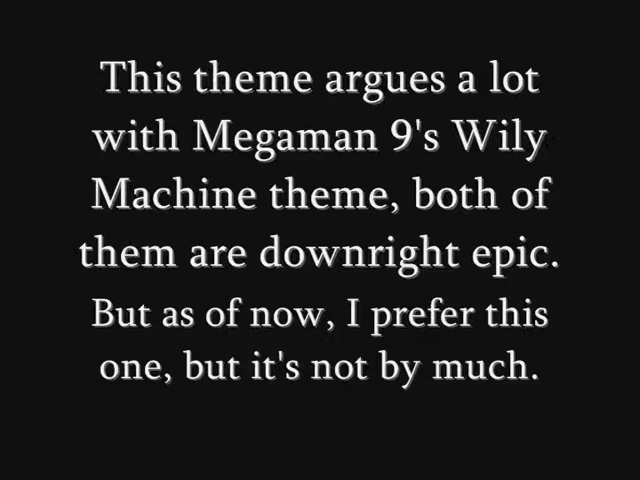 This theme argues a lot
with Megaman 9's Wily
Machine theme, both of
them are downright epic.
But as of now, I prefer this
one, but it's not by much.